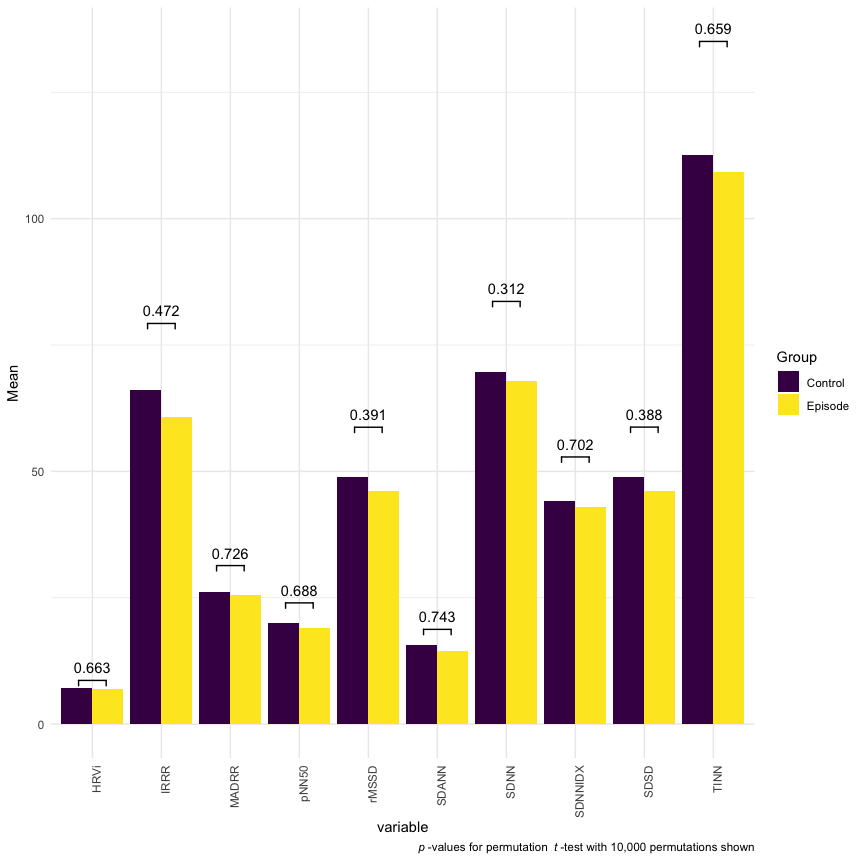 0.659
0.472
0.312
0.391
0.388
0.702
0.726
0.688
0.743
0.663
Mean
100
50
0
HRVi
IRRR
MADRR
pNN50
rMSSD
SDANN
SDNN
SDNNIDX
SDSD
TINN
variable
Group
Control
Episode
p -values for permutation t -test with 10,000 permutations shown